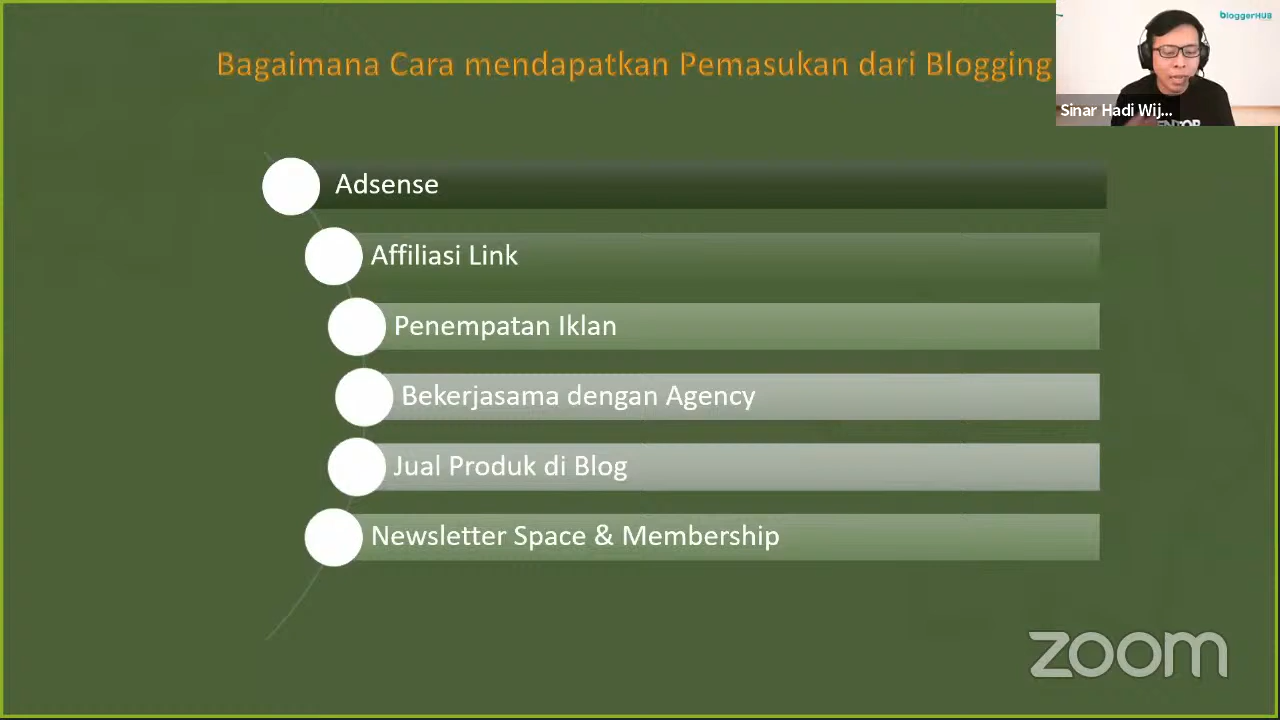 Bagaimana Cara mendapatkan Pemasukan dari Blogging
bloggerHUB
Sinar Hadi Wij...
Adsense
Affiliasi Link
Penempatan Iklan
Bekerjasama dengan Agency
Jual Produk di Blog
Newsletter Space & Membership
zoom